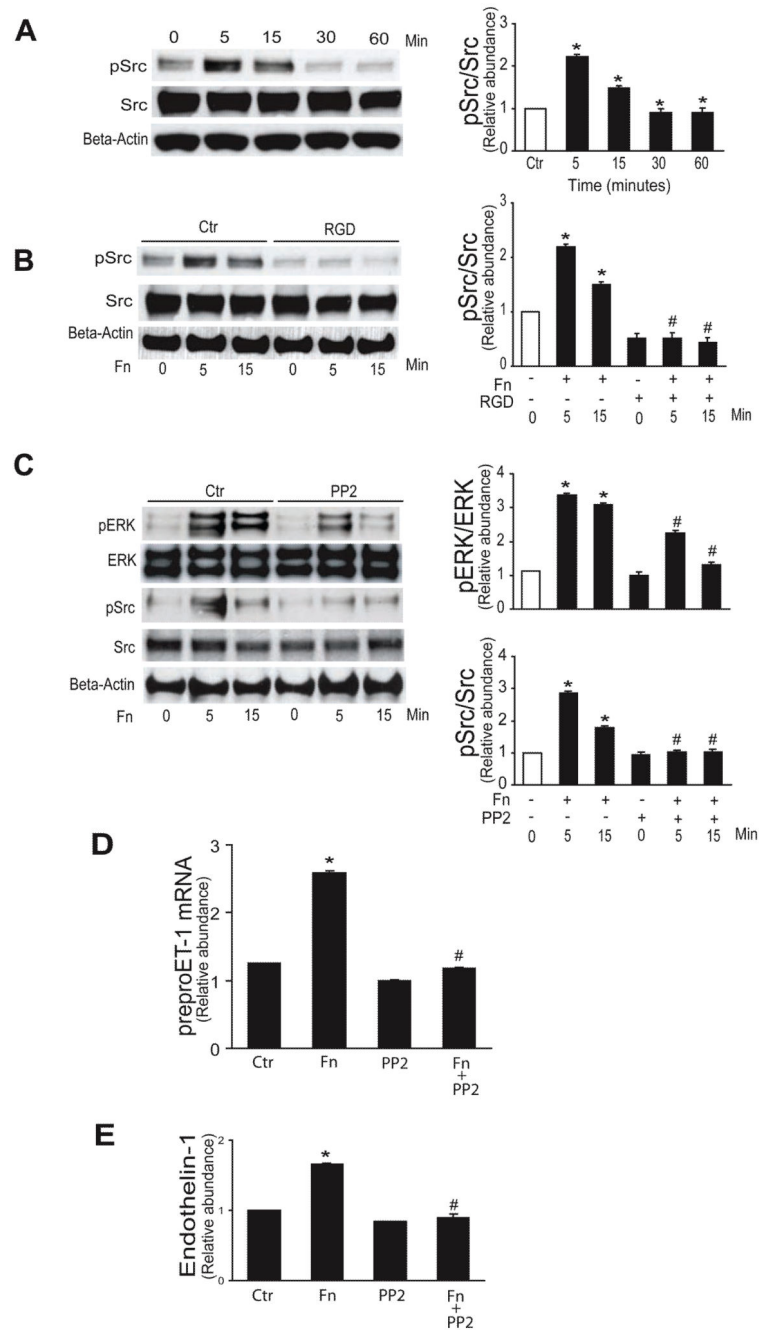 A
0 5 15 30 60 Min
pSrc
Src
Beta-Actin
pSrc/Src
(Relative abundance)
3
2
1
0
* * * *
Ctr 5 15 30 60
Time (minutes)
B
Ctr RGD
pSrc
Src
Beta-Actin
Fn 0 5 15 0 5 15 Min
pSrc/Src
(Relative abundance)
3
2
1
0
* * # #
Fn - + + - + +
RGD - - - + + +
0 5 15 0 5 15 Min
C
Ctr PP2
pERK
ERK
pSrc
Src
Beta-Actin
Fn 0 5 15 0 5 15 Min
pERK/ERK
(Relative abundance)
4
3
2
1
0
* * # #
pSrc/Src
(Relative abundance)
4
3
2
1
0
* * # #
Fn - + + - + +
PP2 - - - + + +
0 5 15 0 5 15 Min
D
preproET-1 mRNA
(Relative abundance)
3
2
1
0
* #
Ctr Fn PP2 Fn
+
PP2
E
Endothelin-1
(Relative abundance)
2
1
0
* #
Ctr Fn PP2 Fn
+
PP2